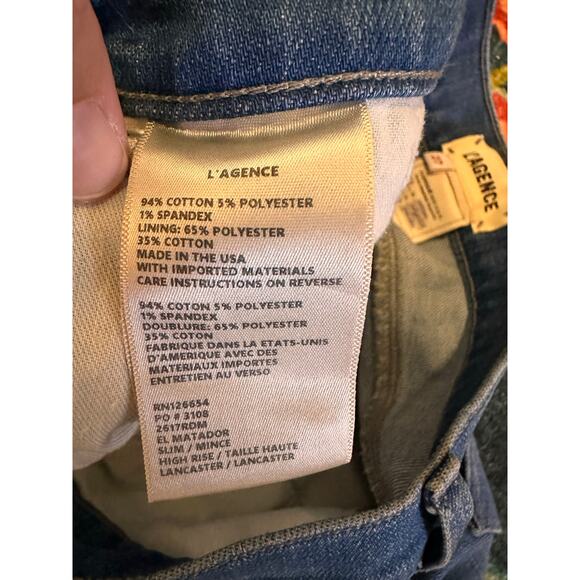 L'AGENCE
94% COTTON 5% POLYESTER
1% SPANDEX
LINING: 65% POLYESTER
35% COTTON
MADE IN THE USA
WITH IMPORTED MATERIALS
CARE INSTRUCTIONS ON REVERSE
94% COTON 5% POLYESTER
1% SPANDEX
DOUBLURE: 65% POLYESTER
35% COTON
FABRIQUE DANS LA ETATS-UNIS
D'AMERIQUE AVEC DES
MATERIAUX IMPORTES
ENTRETIEN AU VERSO
RN126654
PO # 3108
2617RDM
EL MATADOR
SLIM / MINCE
HIGH RISE / TAILLE HAUTE
LANCASTER / LANCASTER
L'AGENCE